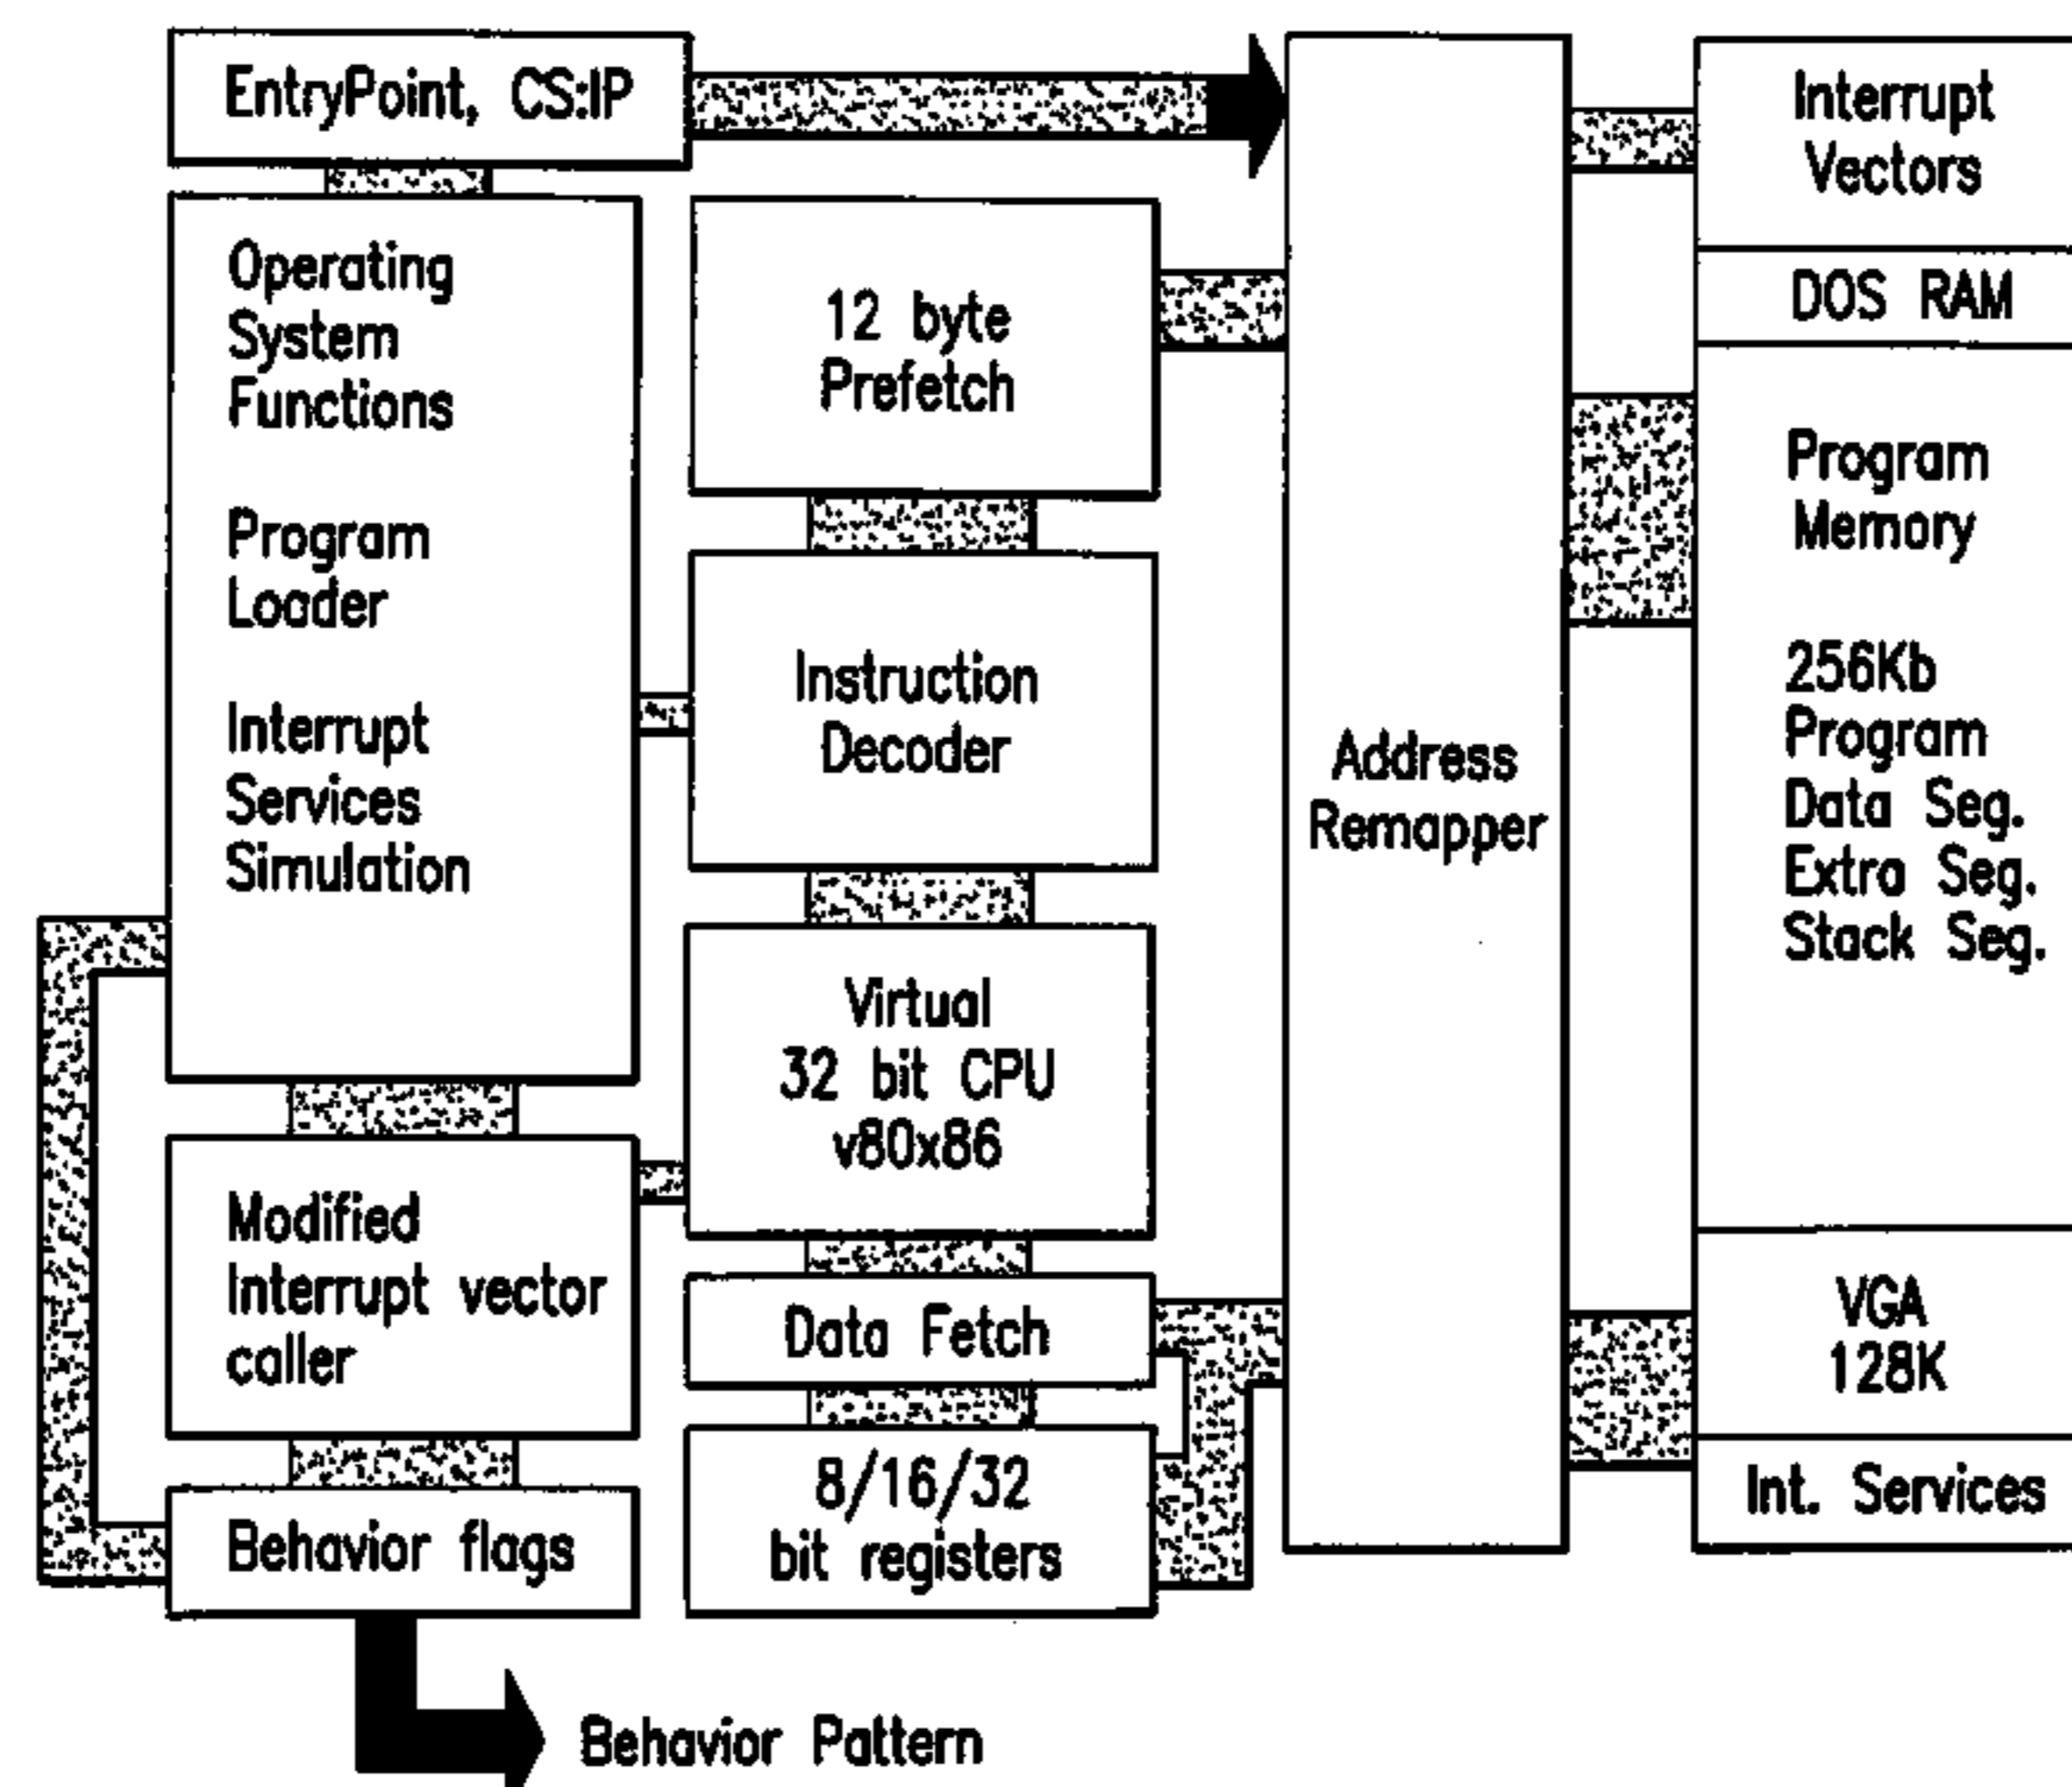 EntryPoint, CS:IP
Operating
System
Functions
Program
Loader
Interrupt
Services
Simulation
Modified
Interrupt vector
caller
Behavior flags
Behavior Pattern
12 byte
Prefetch
Instruction
Decoder
Virtual
32 bit CPU
v80x86
Data Fetch
8/16/32
bit registers
Address
Remapper
Interrupt
Vectors
DOS RAM
Program
Memory
256Kb
Program
Data Seg.
Extra Seg.
Stack Seg.
VGA
128K
Int. Services